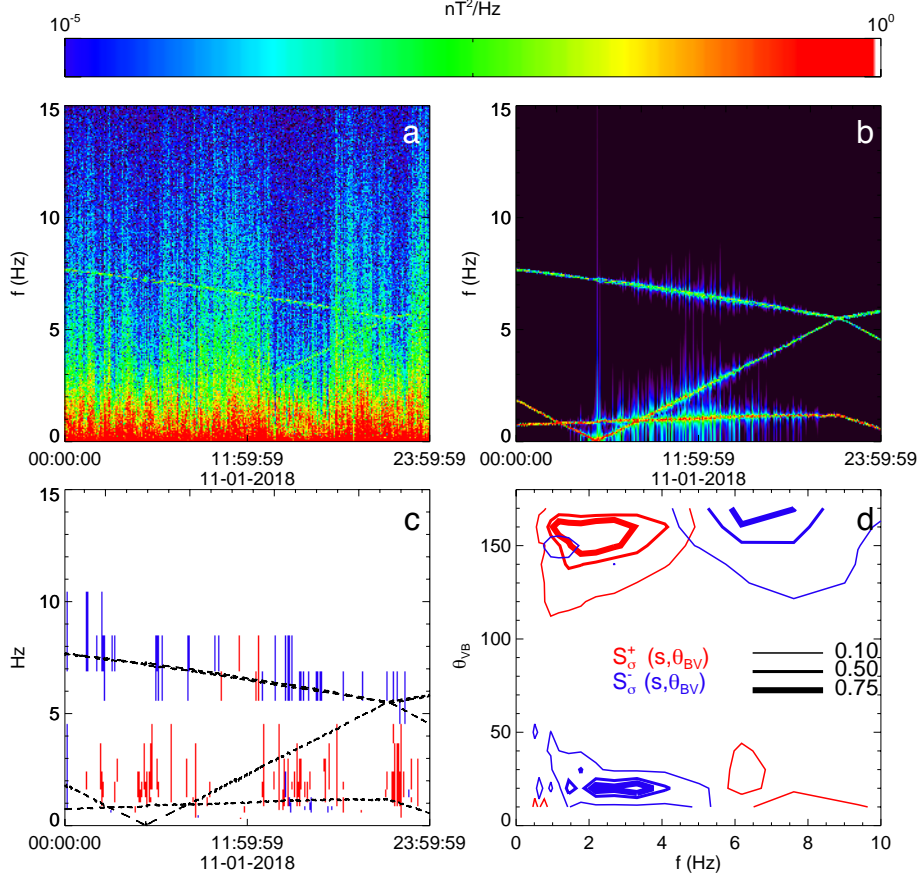 nT²/Hz
10⁻⁵ 10⁰
a
f (Hz)
15
10
5
0
00:00:00 11:59:59 23:59:59
11-01-2018
b
f (Hz)
15
10
5
0
00:00:00 11:59:59 23:59:59
11-01-2018
c
Hz
15
10
5
0
00:00:00 11:59:59 23:59:59
11-01-2018
d
θVB
150
100
50
0
S⁺σ (s,θBV)
S⁻σ (s,θBV)
0.10
0.50
0.75
0 2 4 6 8 10
f (Hz)